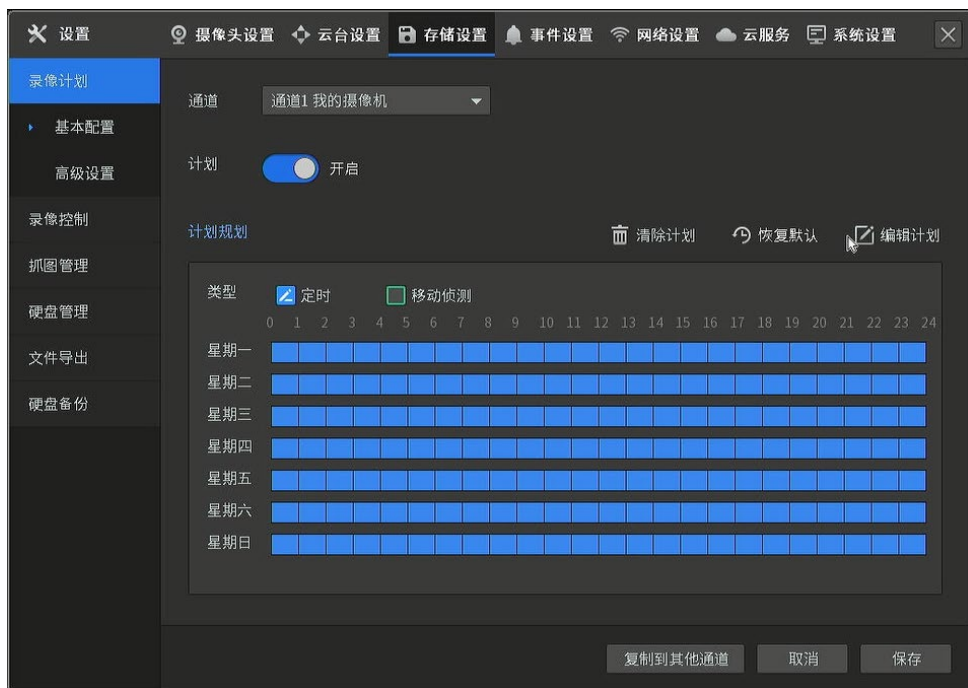 设置 摄像头设置 云台设置 存储设置 事件设置 网络设置 云服务 系统设置
录像计划
基本配置
高级设置
录像控制
抓图管理
硬盘管理
文件导出
硬盘备份
通道 通道1 我的摄像机
计划 开启
计划规划 清除计划 恢复默认 编辑计划
类型 定时 移动侦测
0 1 2 3 4 5 6 7 8 9 10 11 12 13 14 15 16 17 18 19 20 21 22 23 24
星期一
星期二
星期三
星期四
星期五
星期六
星期日
复制到其他通道 取消 保存